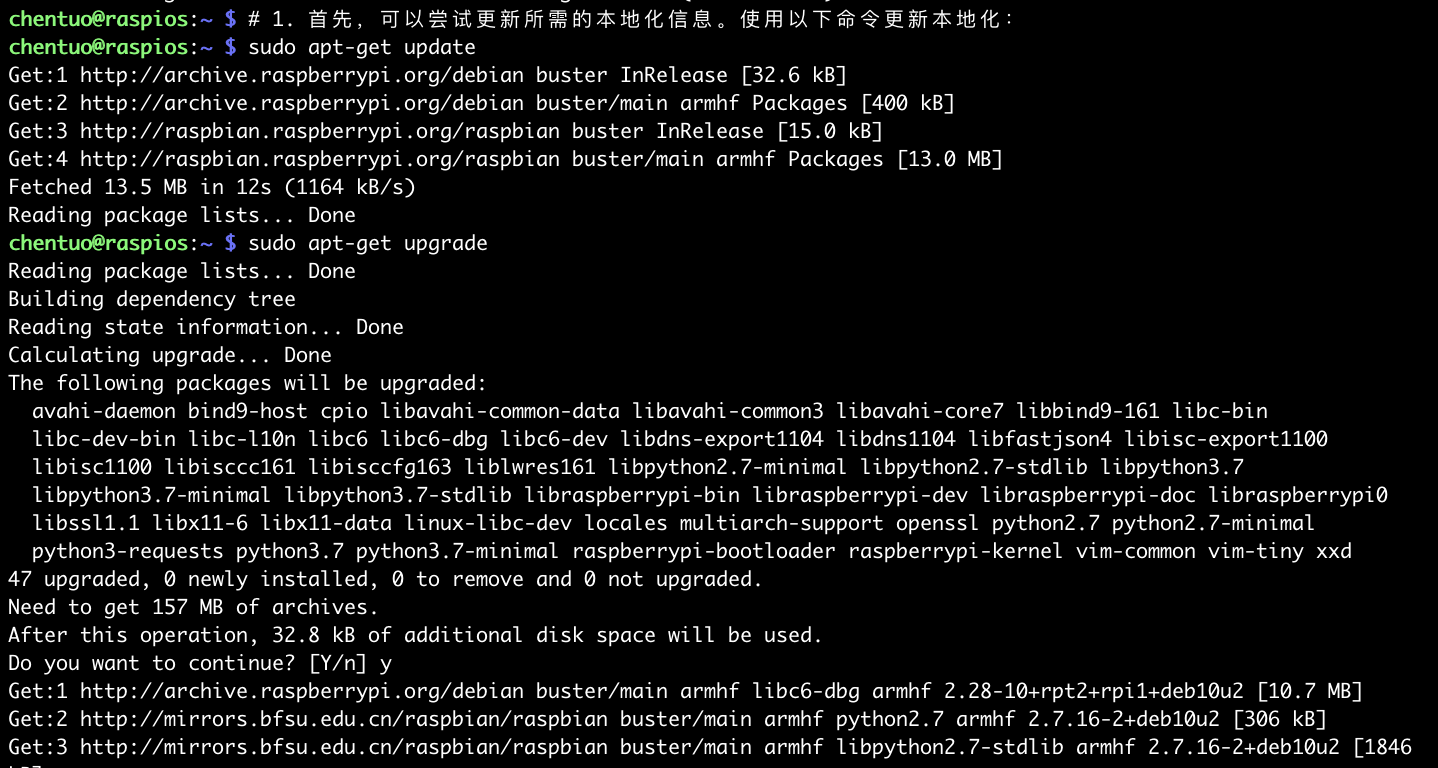 chentuo@raspios:~ $ # 1. 首先，可以尝试更新所需的本地化信息。使用以下命令更新本地化：
chentuo@raspios:~ $ sudo apt-get update
Get:1 http://archive.raspberrypi.org/debian buster InRelease [32.6 kB]
Get:2 http://archive.raspberrypi.org/debian buster/main armhf Packages [400 kB]
Get:3 http://raspbian.raspberrypi.org/raspbian buster InRelease [15.0 kB]
Get:4 http://raspbian.raspberrypi.org/raspbian buster/main armhf Packages [13.0 MB]
Fetched 13.5 MB in 12s (1164 kB/s)
Reading package lists... Done
chentuo@raspios:~ $ sudo apt-get upgrade
Reading package lists... Done
Building dependency tree
Reading state information... Done
Calculating upgrade... Done
The following packages will be upgraded:
  avahi-daemon bind9-host cpio libavahi-common-data libavahi-common3 libavahi-core7 libbind9-161 libc-bin
  libc-dev-bin libc-l10n libc6 libc6-dbg libc6-dev libdns-export1104 libdns1104 libfastjson4 libisc-export1100
  libisc1100 libisccc161 libisccfg163 liblwres161 libpython2.7-minimal libpython2.7-stdlib libpython3.7
  libpython3.7-minimal libpython3.7-stdlib libraspberrypi-bin libraspberrypi-dev libraspberrypi-doc libraspberrypi0
  libssl1.1 libx11-6 libx11-data linux-libc-dev locales multiarch-support openssl python2.7 python2.7-minimal
  python3-requests python3.7 python3.7-minimal raspberrypi-bootloader raspberrypi-kernel vim-common vim-tiny xxd
47 upgraded, 0 newly installed, 0 to remove and 0 not upgraded.
Need to get 157 MB of archives.
After this operation, 32.8 kB of additional disk space will be used.
Do you want to continue? [Y/n] y
Get:1 http://archive.raspberrypi.org/debian buster/main armhf libc6-dbg armhf 2.28-10+rpt2+rpi1+deb10u2 [10.7 MB]
Get:2 http://mirrors.bfsu.edu.cn/raspbian/raspbian buster/main armhf python2.7 armhf 2.7.16-2+deb10u2 [306 kB]
Get:3 http://mirrors.bfsu.edu.cn/raspbian/raspbian buster/main armhf libpython2.7-stdlib armhf 2.7.16-2+deb10u2 [1846